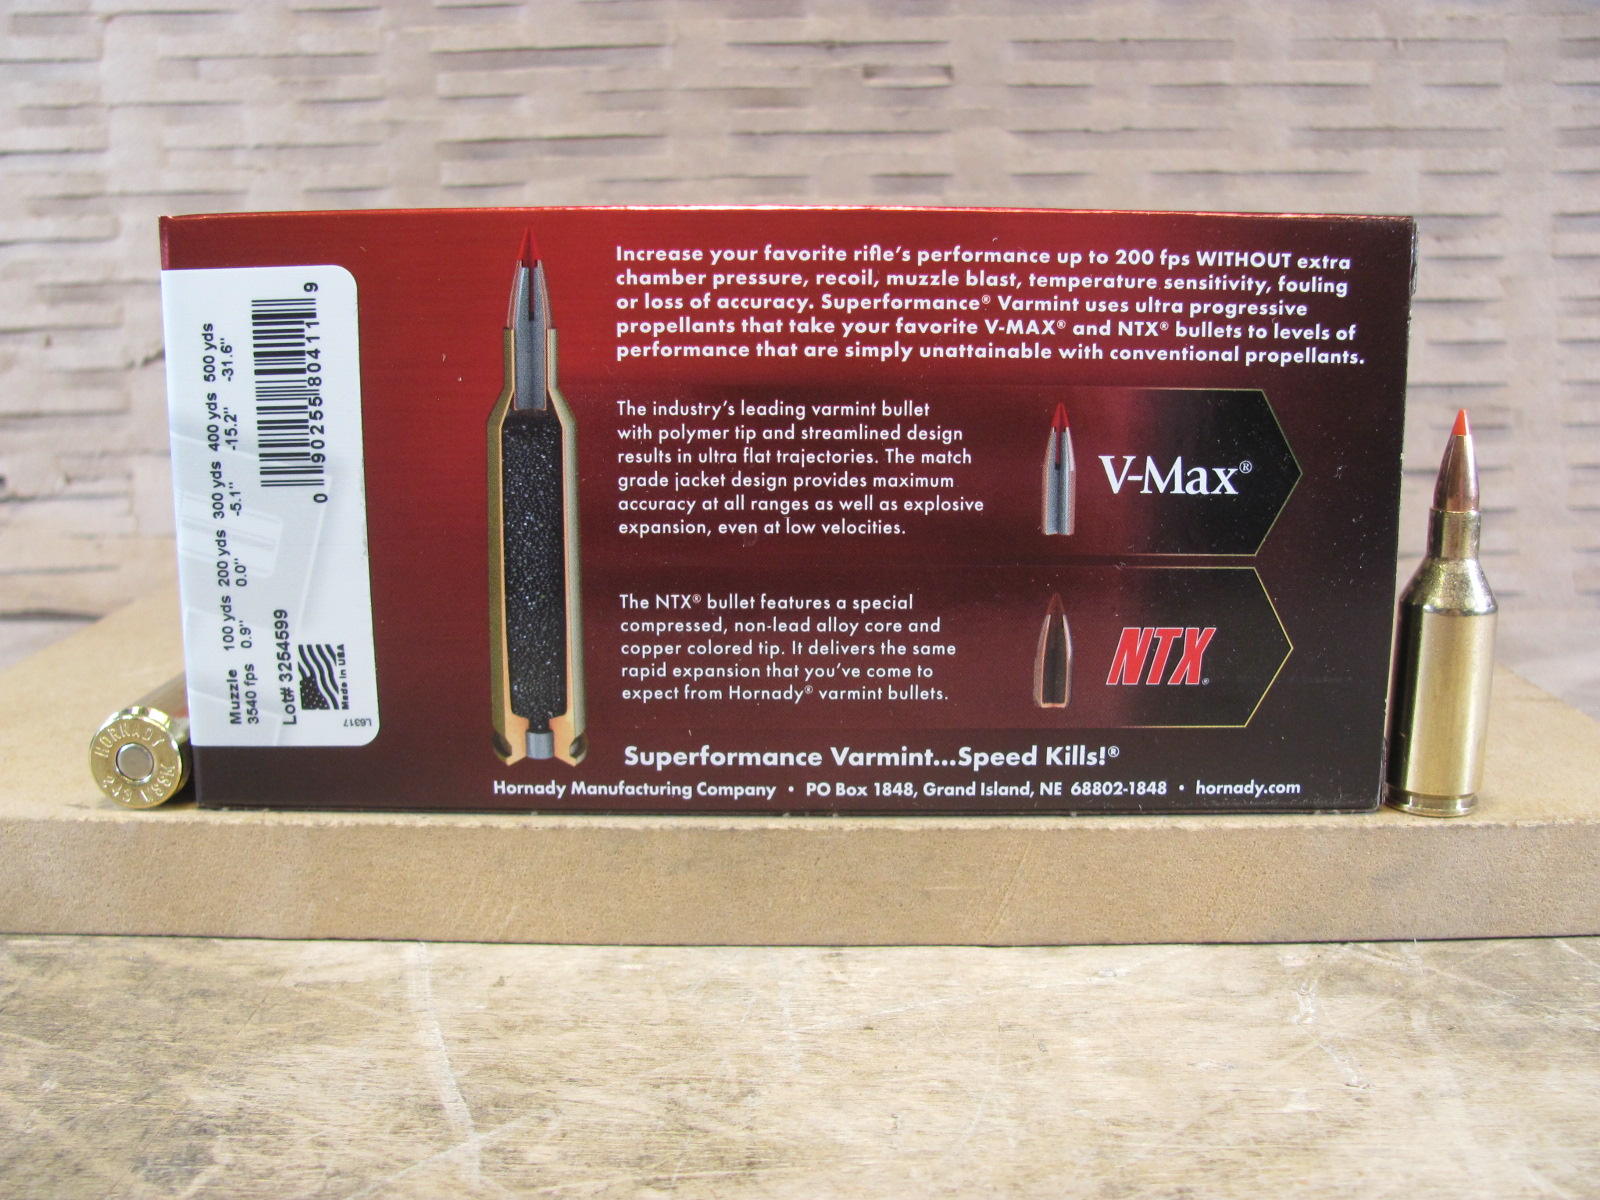 Increase your favorite rifle's performance up to 200 fps WITHOUT extra
chamber pressure, recoil, muzzle blast, temperature sensitivity, fouling
or loss of accuracy. Superformance® Varmint uses ultra progressive
propellants that take your favorite V-MAX® and NTX® bullets to levels of
performance that are simply unattainable with conventional propellants.
The industry's leading varmint bullet
with polymer tip and streamlined design
results in ultra flat trajectories. The match
grade jacket design provides maximum
accuracy at all ranges as well as explosive
expansion, even at low velocities.
V-Max®
The NTX® bullet features a special
compressed, non-lead alloy core and
copper colored tip. It delivers the same
rapid expansion that you've come to
expect from Hornady® varmint bullets.
NTX®
Superformance Varmint...Speed Kills!®
Hornady Manufacturing Company • PO Box 1848, Grand Island, NE 68802-1848 • hornady.com
Muzzle 100 yds 200 yds 300 yds 400 yds 500 yds
3540 fps 0.9" 0.0" -5.1" -15.2" -31.6"
0 90255 80411 9
Lot# 3254599
Made in USA
L6317
HORNADY
243 WSSM